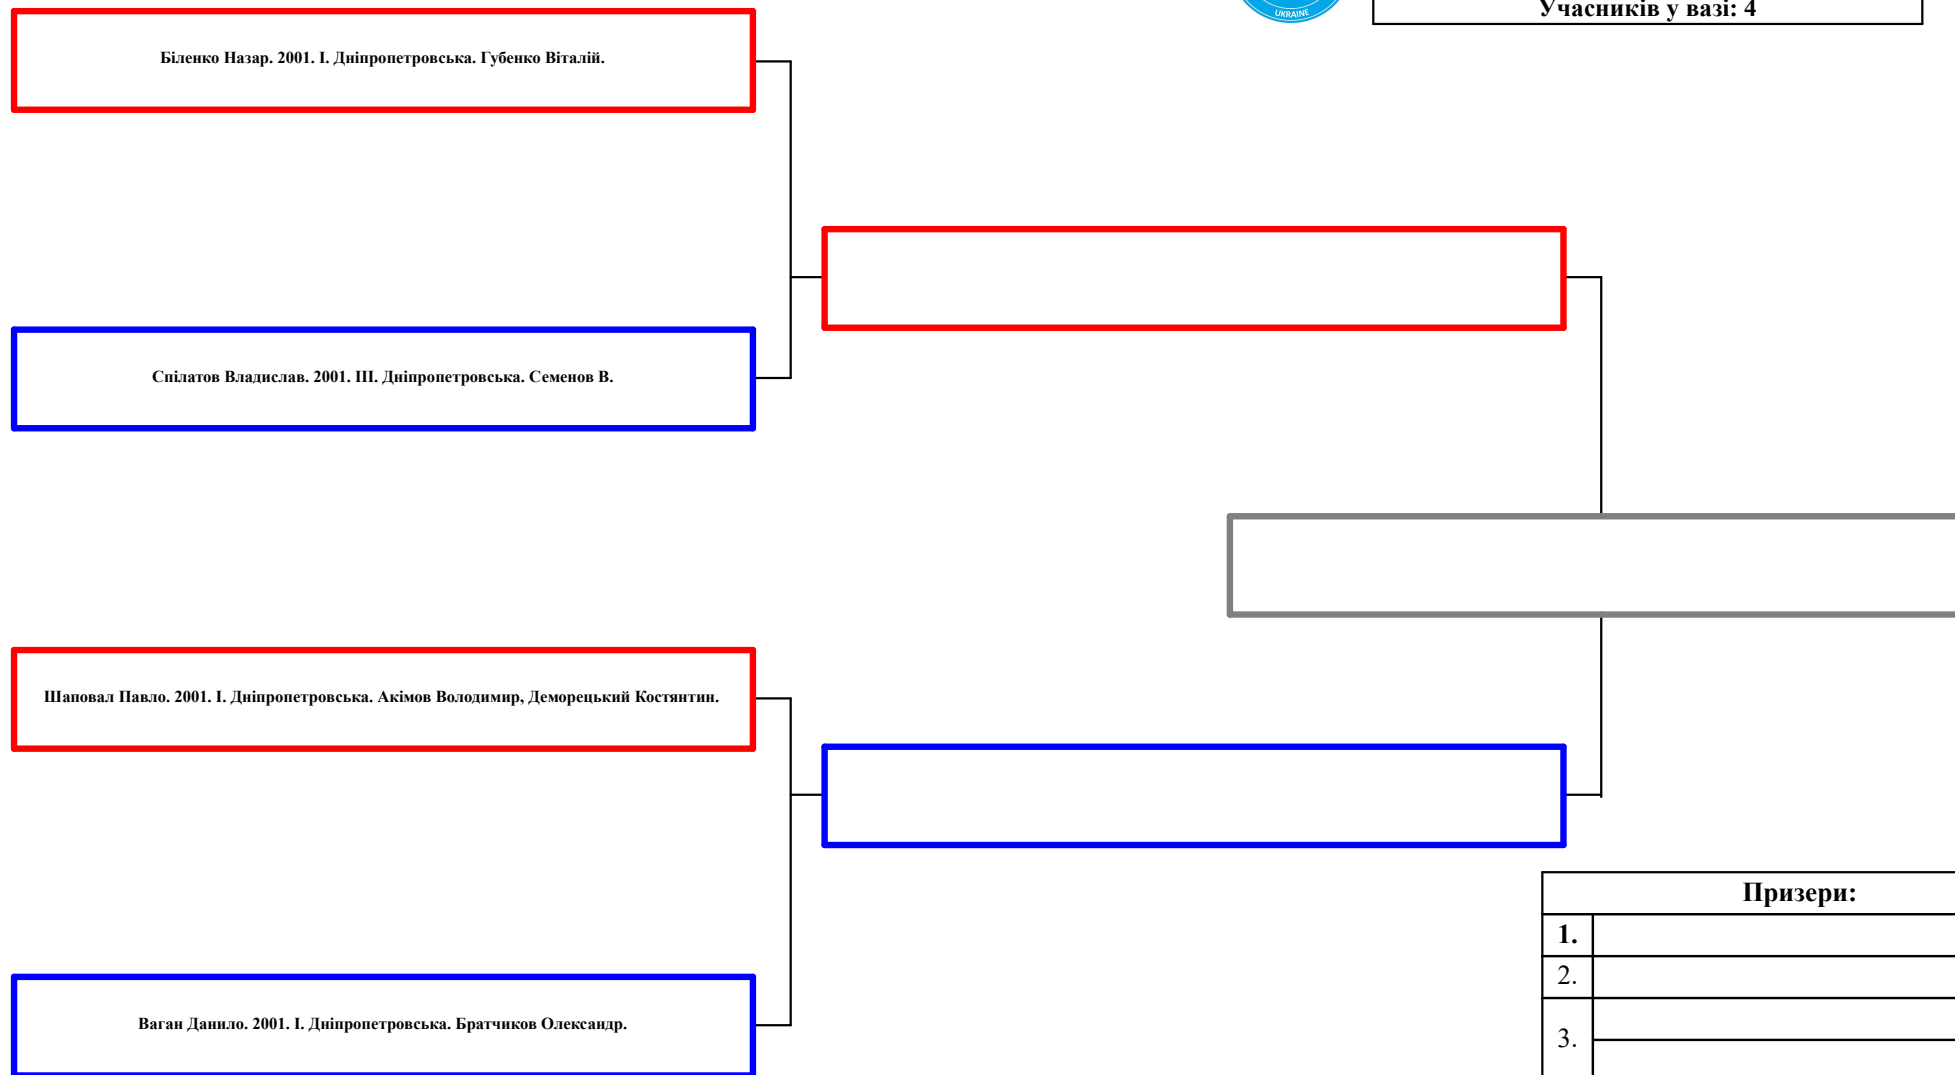 UKRAINE
Учасників у вазі: 4
Біленко Назар. 2001. І. Дніпропетровська. Губенко Віталій.
Спілатов Владислав. 2001. ІІІ. Дніпропетровська. Семенов В.
Шаповал Павло. 2001. І. Дніпропетровська. Акімов Володимир, Деморецький Костянтин.
Ваган Данило. 2001. І. Дніпропетровська. Братчиков Олександр.
Призери:
1.
2.
3.